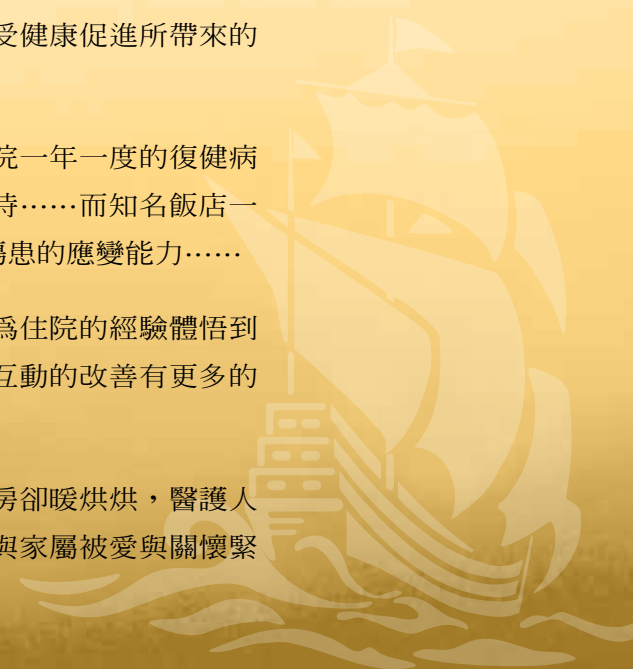 受健康促進所帶來的
院一年一度的復健病
待……而知名飯店一
傷患的應變能力……
為住院的經驗體悟到
互動的改善有更多的
房卻暖烘烘，醫護人
與家屬被愛與關懷緊